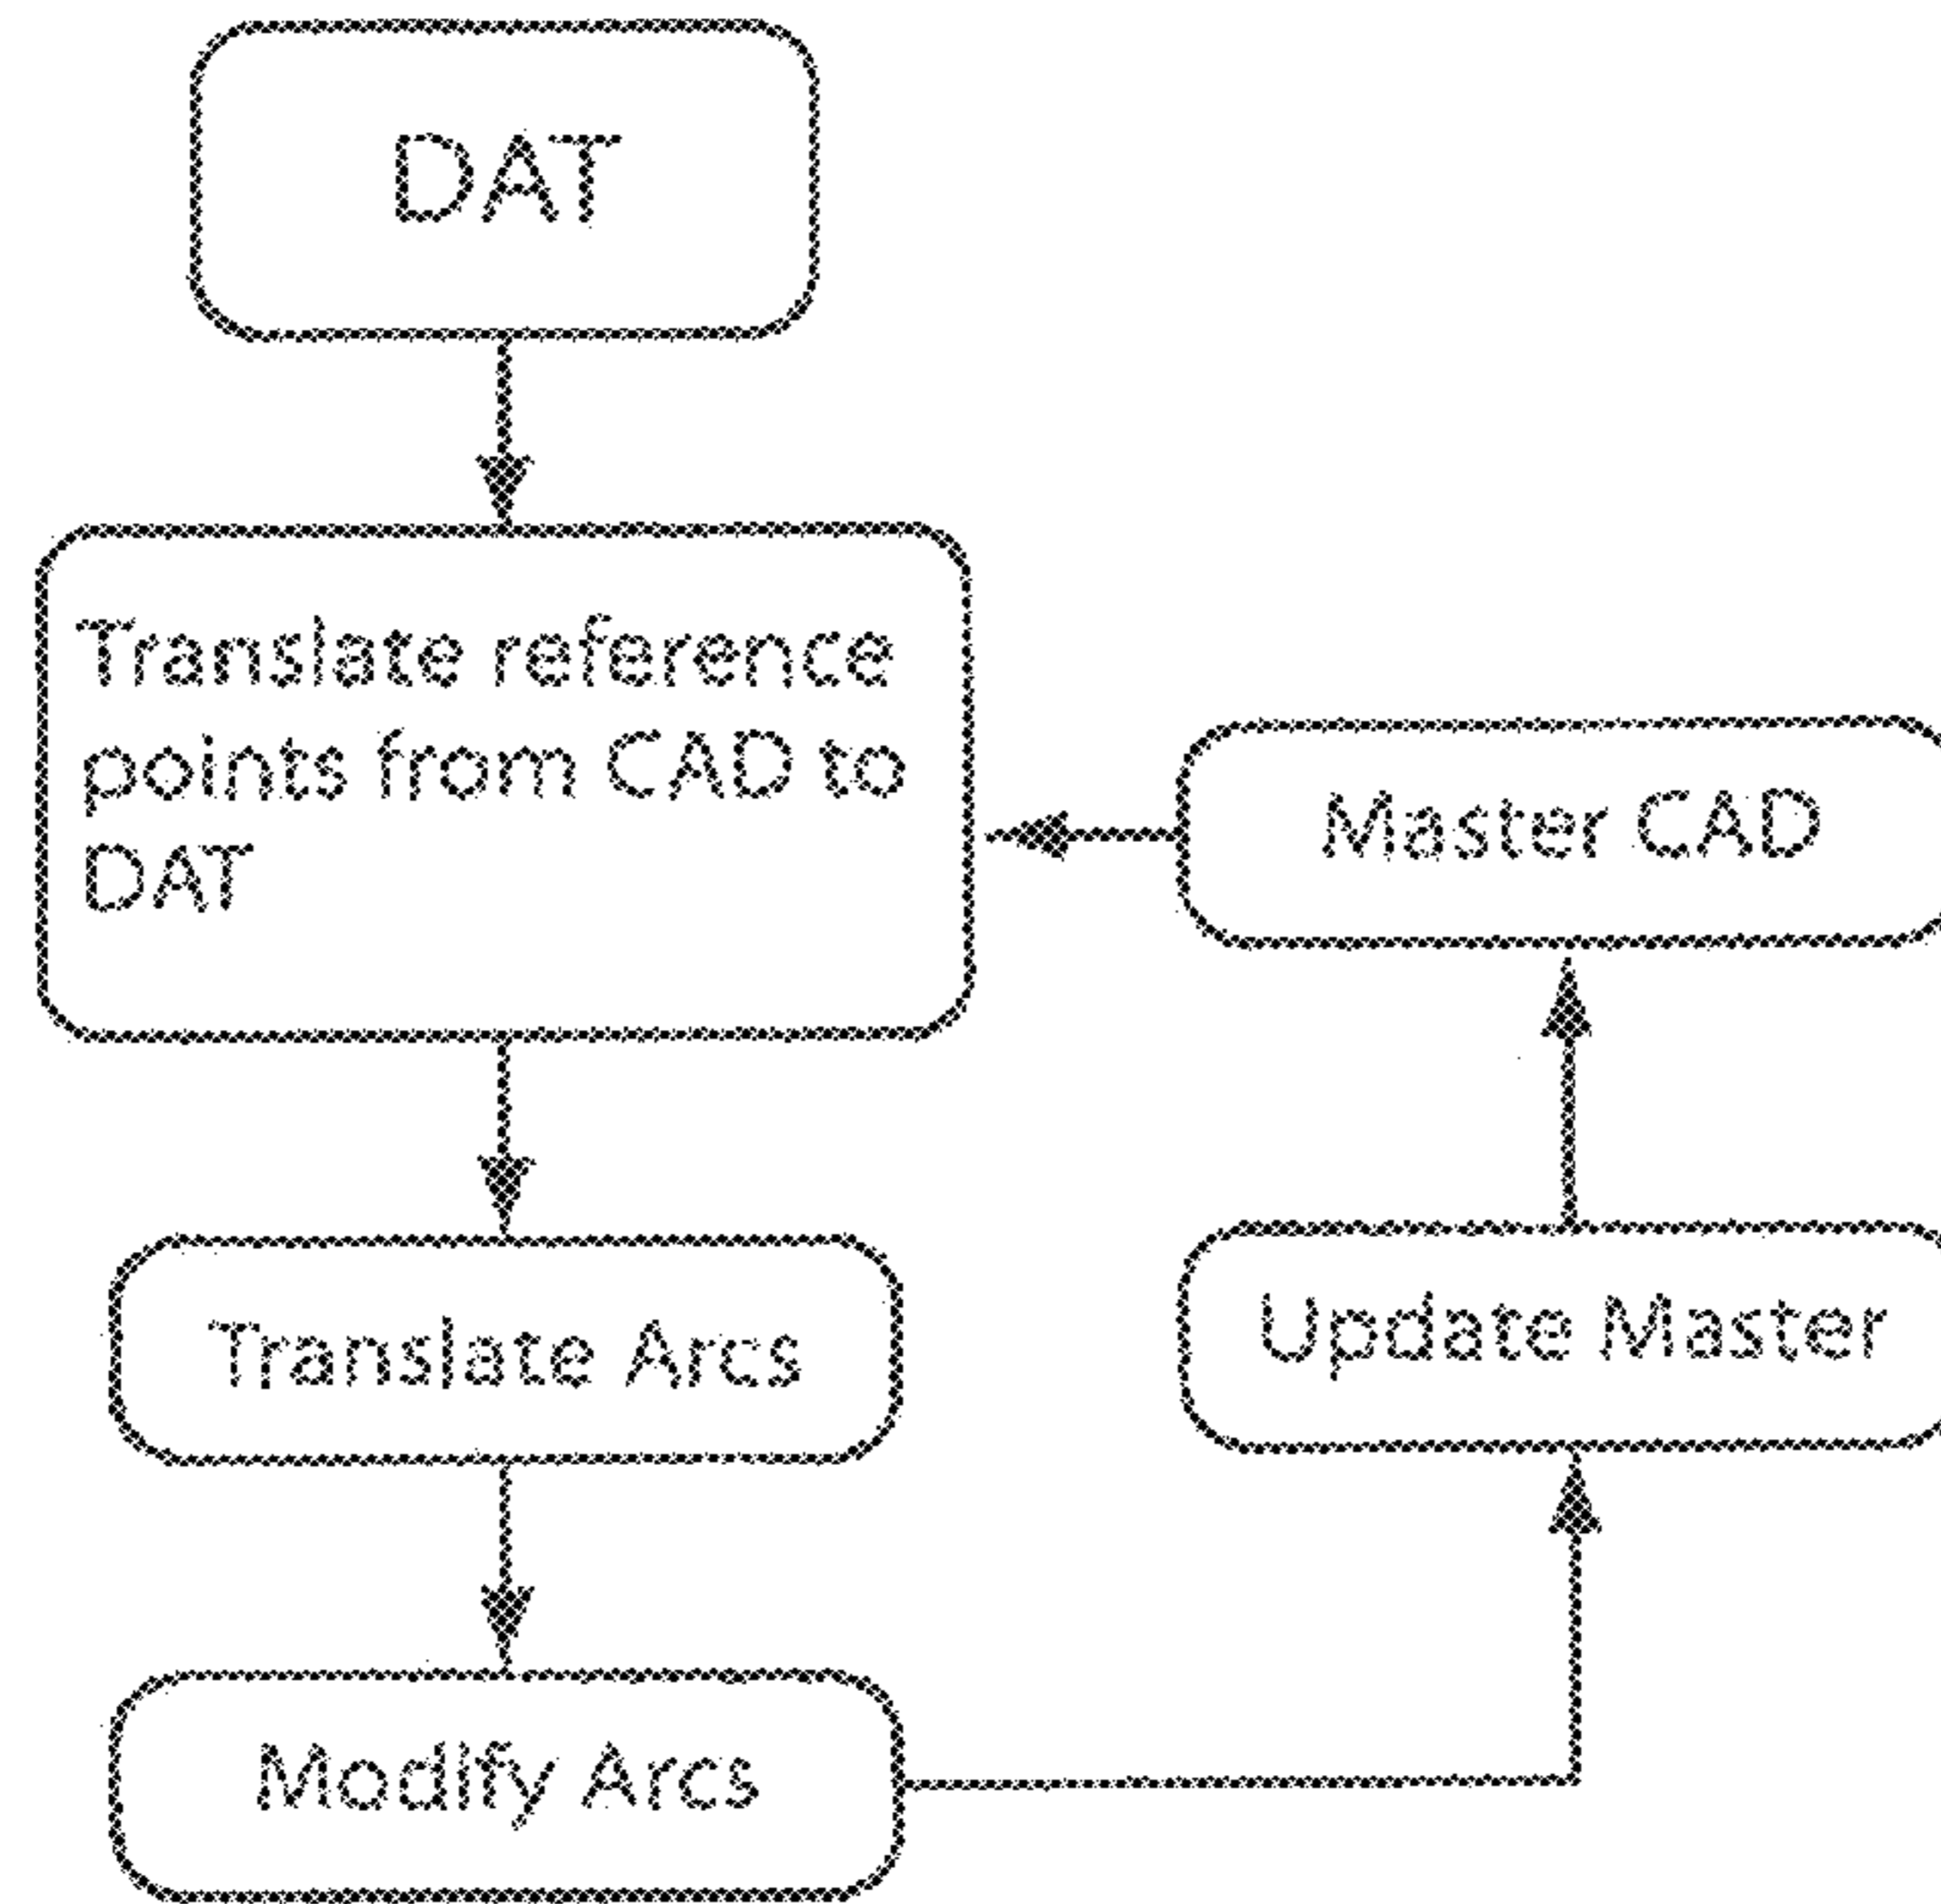 DAT
Translate reference
points from CAD to
DAT
Master CAD
Translate Arcs
Update Master
Modify Arcs